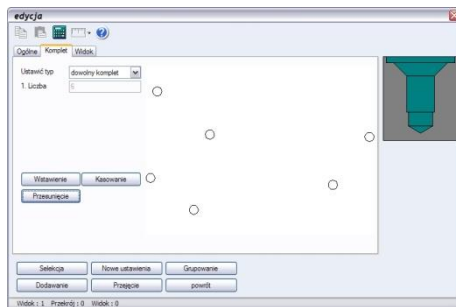 edycja
Ogólne Komplet Widok
Ustawić typ dowolny komplet
1. Liczba 6
Wstawienie Kasowanie
Przesunięcie
Selekcja Nowe ustawienia Grupowanie
Dodawanie Przejęcie powrót
Widok : 1 Przekrój : 0 Widok : 0